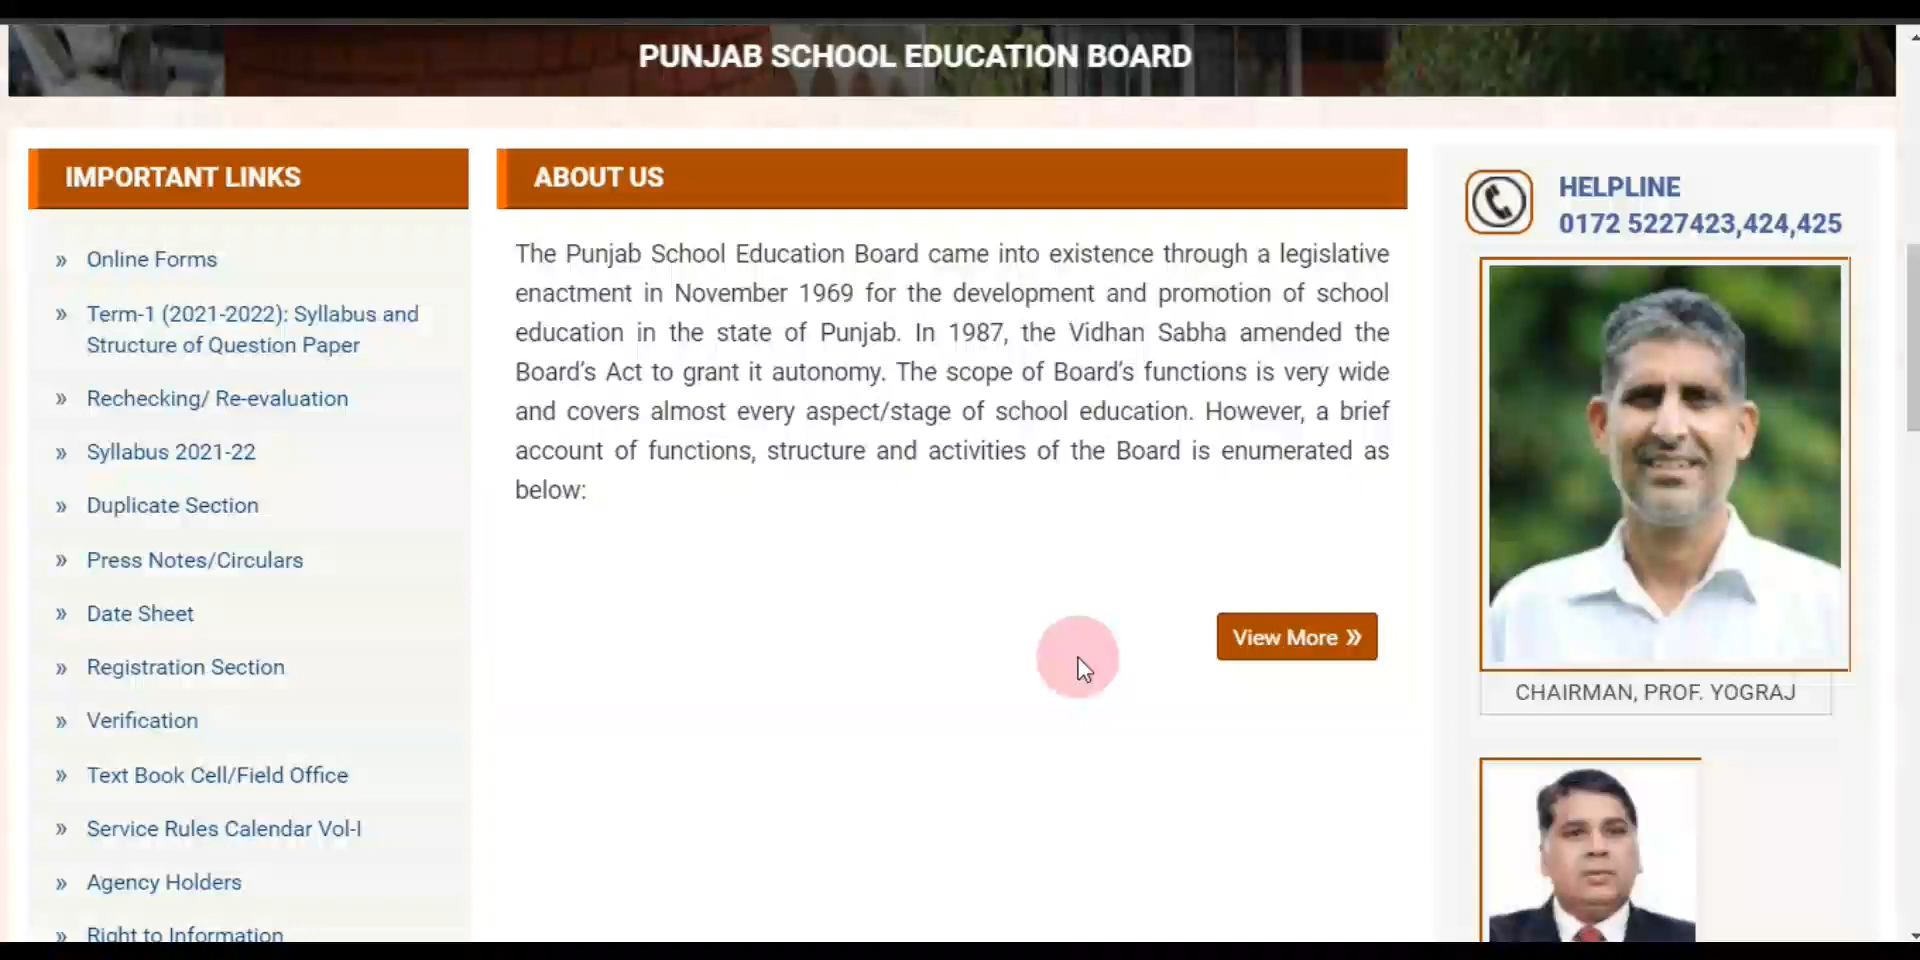 PUNJAB SCHOOL EDUCATION BOARD
IMPORTANT LINKS
» Online Forms
» Term-1 (2021-2022): Syllabus and
Structure of Question Paper
» Rechecking/ Re-evaluation
» Syllabus 2021-22
» Duplicate Section
» Press Notes/Circulars
» Date Sheet
» Registration Section
» Verification
» Text Book Cell/Field Office
» Service Rules Calendar Vol-I
» Agency Holders
» Right to Information
ABOUT US
The Punjab School Education Board came into existence through a legislative
enactment in November 1969 for the development and promotion of school
education in the state of Punjab. In 1987, the Vidhan Sabha amended the
Board’s Act to grant it autonomy. The scope of Board’s functions is very wide
and covers almost every aspect/stage of school education. However, a brief
account of functions, structure and activities of the Board is enumerated as
below:
View More »
HELPLINE
0172 5227423,424,425
CHAIRMAN, PROF. YOGRAJ